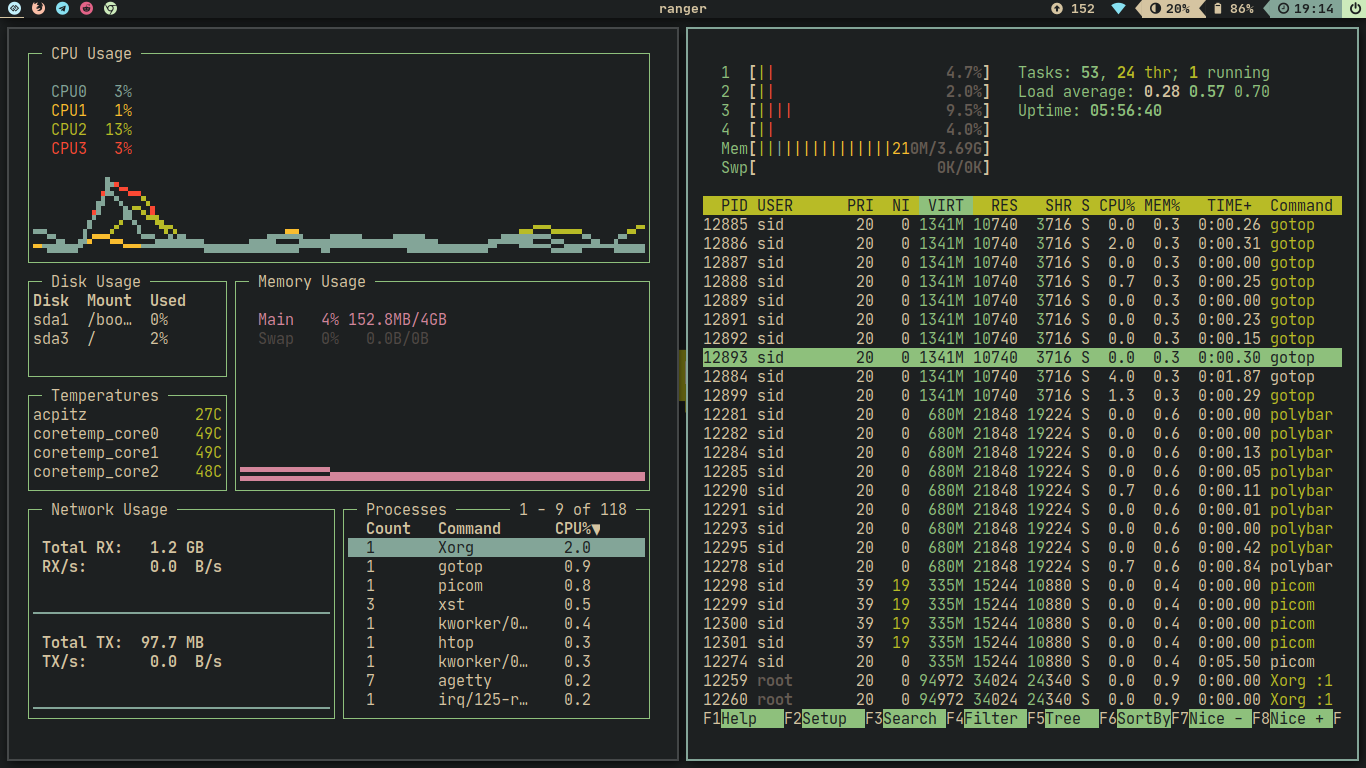 ranger
152
20%
86%
19:14
CPU Usage
CPU0 3%
CPU1 1%
CPU2 13%
CPU3 3%
Disk Usage
Disk Mount Used
sda1 /boo… 0%
sda3 / 2%
Memory Usage
Main 4% 152.8MB/4GB
Swap 0% 0.0B/0B
Temperatures
acpitz 27C
coretemp_core0 49C
coretemp_core1 49C
coretemp_core2 48C
Network Usage
Total RX: 1.2 GB
RX/s: 0.0 B/s
Total TX: 97.7 MB
TX/s: 0.0 B/s
Processes 1 - 9 of 118
Count Command CPU%▼
1 Xorg 2.0
1 gotop 0.9
1 picom 0.8
3 xst 0.5
1 kworker/0… 0.4
1 htop 0.3
1 kworker/0… 0.3
7 agetty 0.2
1 irq/125-r… 0.2
1 [|| 4.7%]
2 [|| 2.0%]
3 [|||| 9.5%]
4 [|| 4.0%]
Mem[|||||||||||||||210M/3.69G]
Swp[ 0K/0K]
Tasks: 53, 24 thr; 1 running
Load average: 0.28 0.57 0.70
Uptime: 05:56:40
PID USER PRI NI VIRT RES SHR S CPU% MEM% TIME+ Command
12885 sid 20 0 1341M 10740 3716 S 0.0 0.3 0:00.26 gotop
12886 sid 20 0 1341M 10740 3716 S 2.0 0.3 0:00.31 gotop
12887 sid 20 0 1341M 10740 3716 S 0.0 0.3 0:00.00 gotop
12888 sid 20 0 1341M 10740 3716 S 0.7 0.3 0:00.25 gotop
12889 sid 20 0 1341M 10740 3716 S 0.0 0.3 0:00.00 gotop
12891 sid 20 0 1341M 10740 3716 S 0.0 0.3 0:00.23 gotop
12892 sid 20 0 1341M 10740 3716 S 0.0 0.3 0:00.15 gotop
12893 sid 20 0 1341M 10740 3716 S 0.0 0.3 0:00.30 gotop
12884 sid 20 0 1341M 10740 3716 S 4.0 0.3 0:01.87 gotop
12899 sid 20 0 1341M 10740 3716 S 1.3 0.3 0:00.29 gotop
12281 sid 20 0 680M 21848 19224 S 0.0 0.6 0:00.00 polybar
12282 sid 20 0 680M 21848 19224 S 0.0 0.6 0:00.00 polybar
12284 sid 20 0 680M 21848 19224 S 0.0 0.6 0:00.13 polybar
12285 sid 20 0 680M 21848 19224 S 0.0 0.6 0:00.05 polybar
12290 sid 20 0 680M 21848 19224 S 0.7 0.6 0:00.11 polybar
12291 sid 20 0 680M 21848 19224 S 0.0 0.6 0:00.01 polybar
12293 sid 20 0 680M 21848 19224 S 0.0 0.6 0:00.00 polybar
12295 sid 20 0 680M 21848 19224 S 0.0 0.6 0:00.42 polybar
12278 sid 20 0 680M 21848 19224 S 0.7 0.6 0:00.84 polybar
12298 sid 39 19 335M 15244 10880 S 0.0 0.4 0:00.00 picom
12299 sid 39 19 335M 15244 10880 S 0.0 0.4 0:00.00 picom
12300 sid 39 19 335M 15244 10880 S 0.0 0.4 0:00.00 picom
12301 sid 39 19 335M 15244 10880 S 0.0 0.4 0:00.00 picom
12274 sid 20 0 335M 15244 10880 S 0.0 0.4 0:05.50 picom
12259 root 20 0 94972 34024 24340 S 0.0 0.9 0:00.00 Xorg :1
12260 root 20 0 94972 34024 24340 S 0.0 0.9 0:00.00 Xorg :1
F1Help F2Setup F3Search F4Filter F5Tree F6SortByF7Nice - F8Nice + F